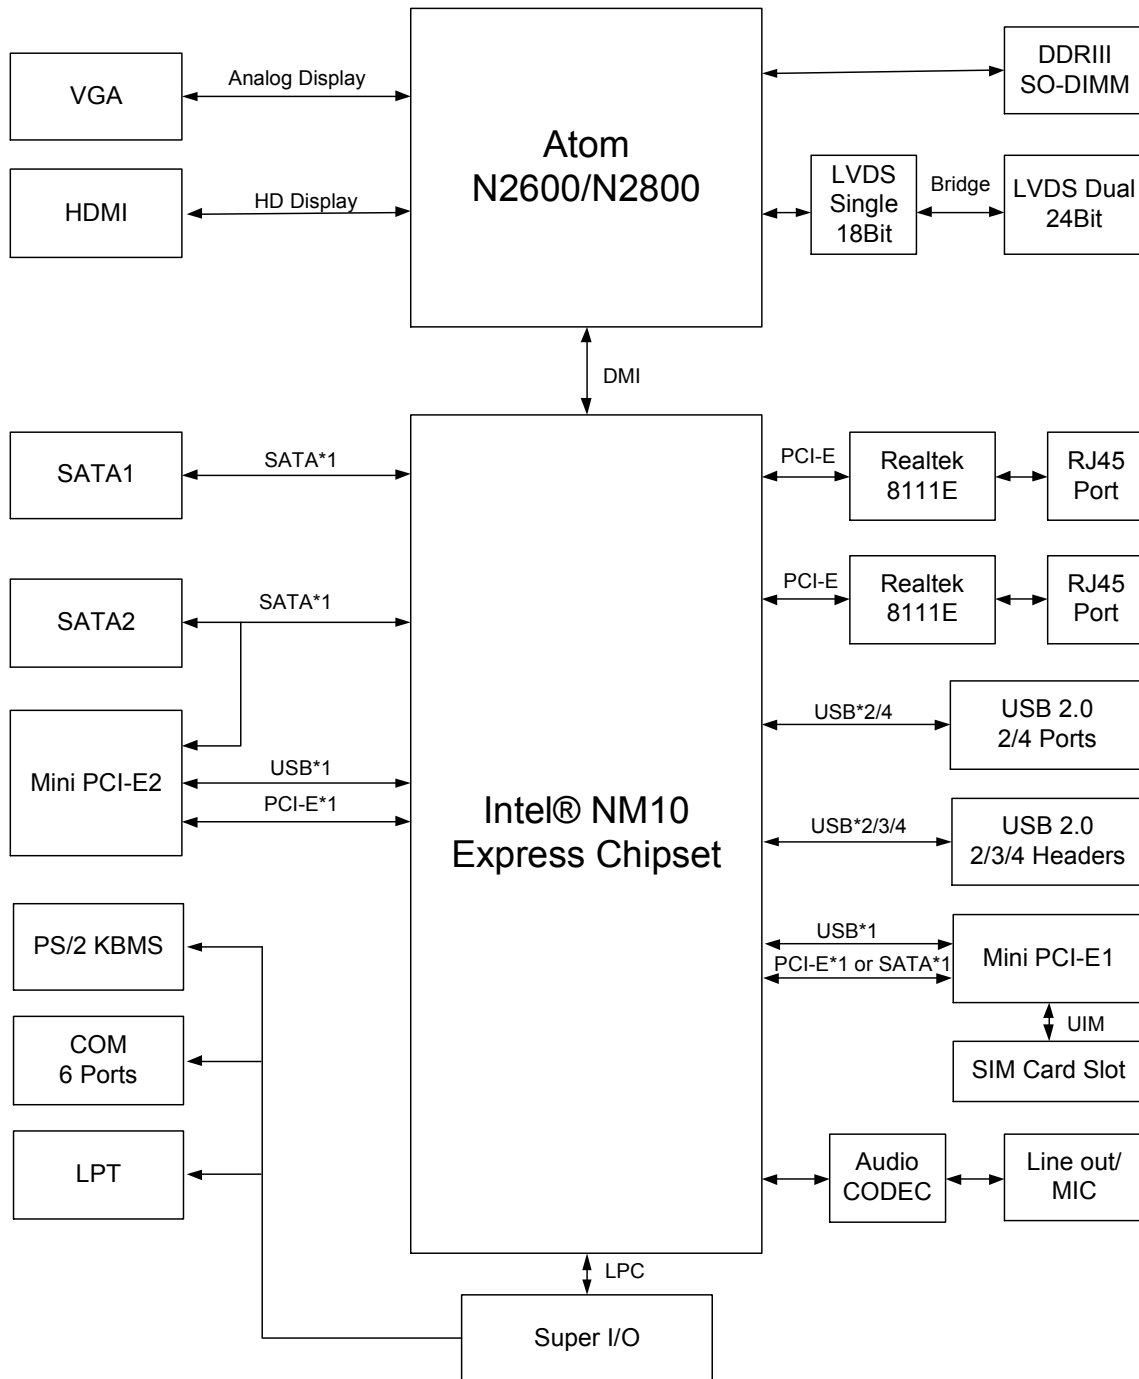 VGA
Analog Display
HDMI
HD Display
Atom
N2600/N2800
DDRIII
SO-DIMM
LVDS
Single
18Bit
Bridge
LVDS Dual
24Bit
DMI
SATA1
SATA*1
SATA2
SATA*1
Mini PCI-E2
USB*1
PCI-E*1
PS/2 KBMS
COM
6 Ports
LPT
Intel® NM10
Express Chipset
PCI-E
Realtek
8111E
RJ45
Port
PCI-E
Realtek
8111E
RJ45
Port
USB*2/4
USB 2.0
2/4 Ports
USB*2/3/4
USB 2.0
2/3/4 Headers
USB*1
PCI-E*1 or SATA*1
Mini PCI-E1
UIM
SIM Card Slot
Audio
CODEC
Line out/
MIC
LPC
Super I/O